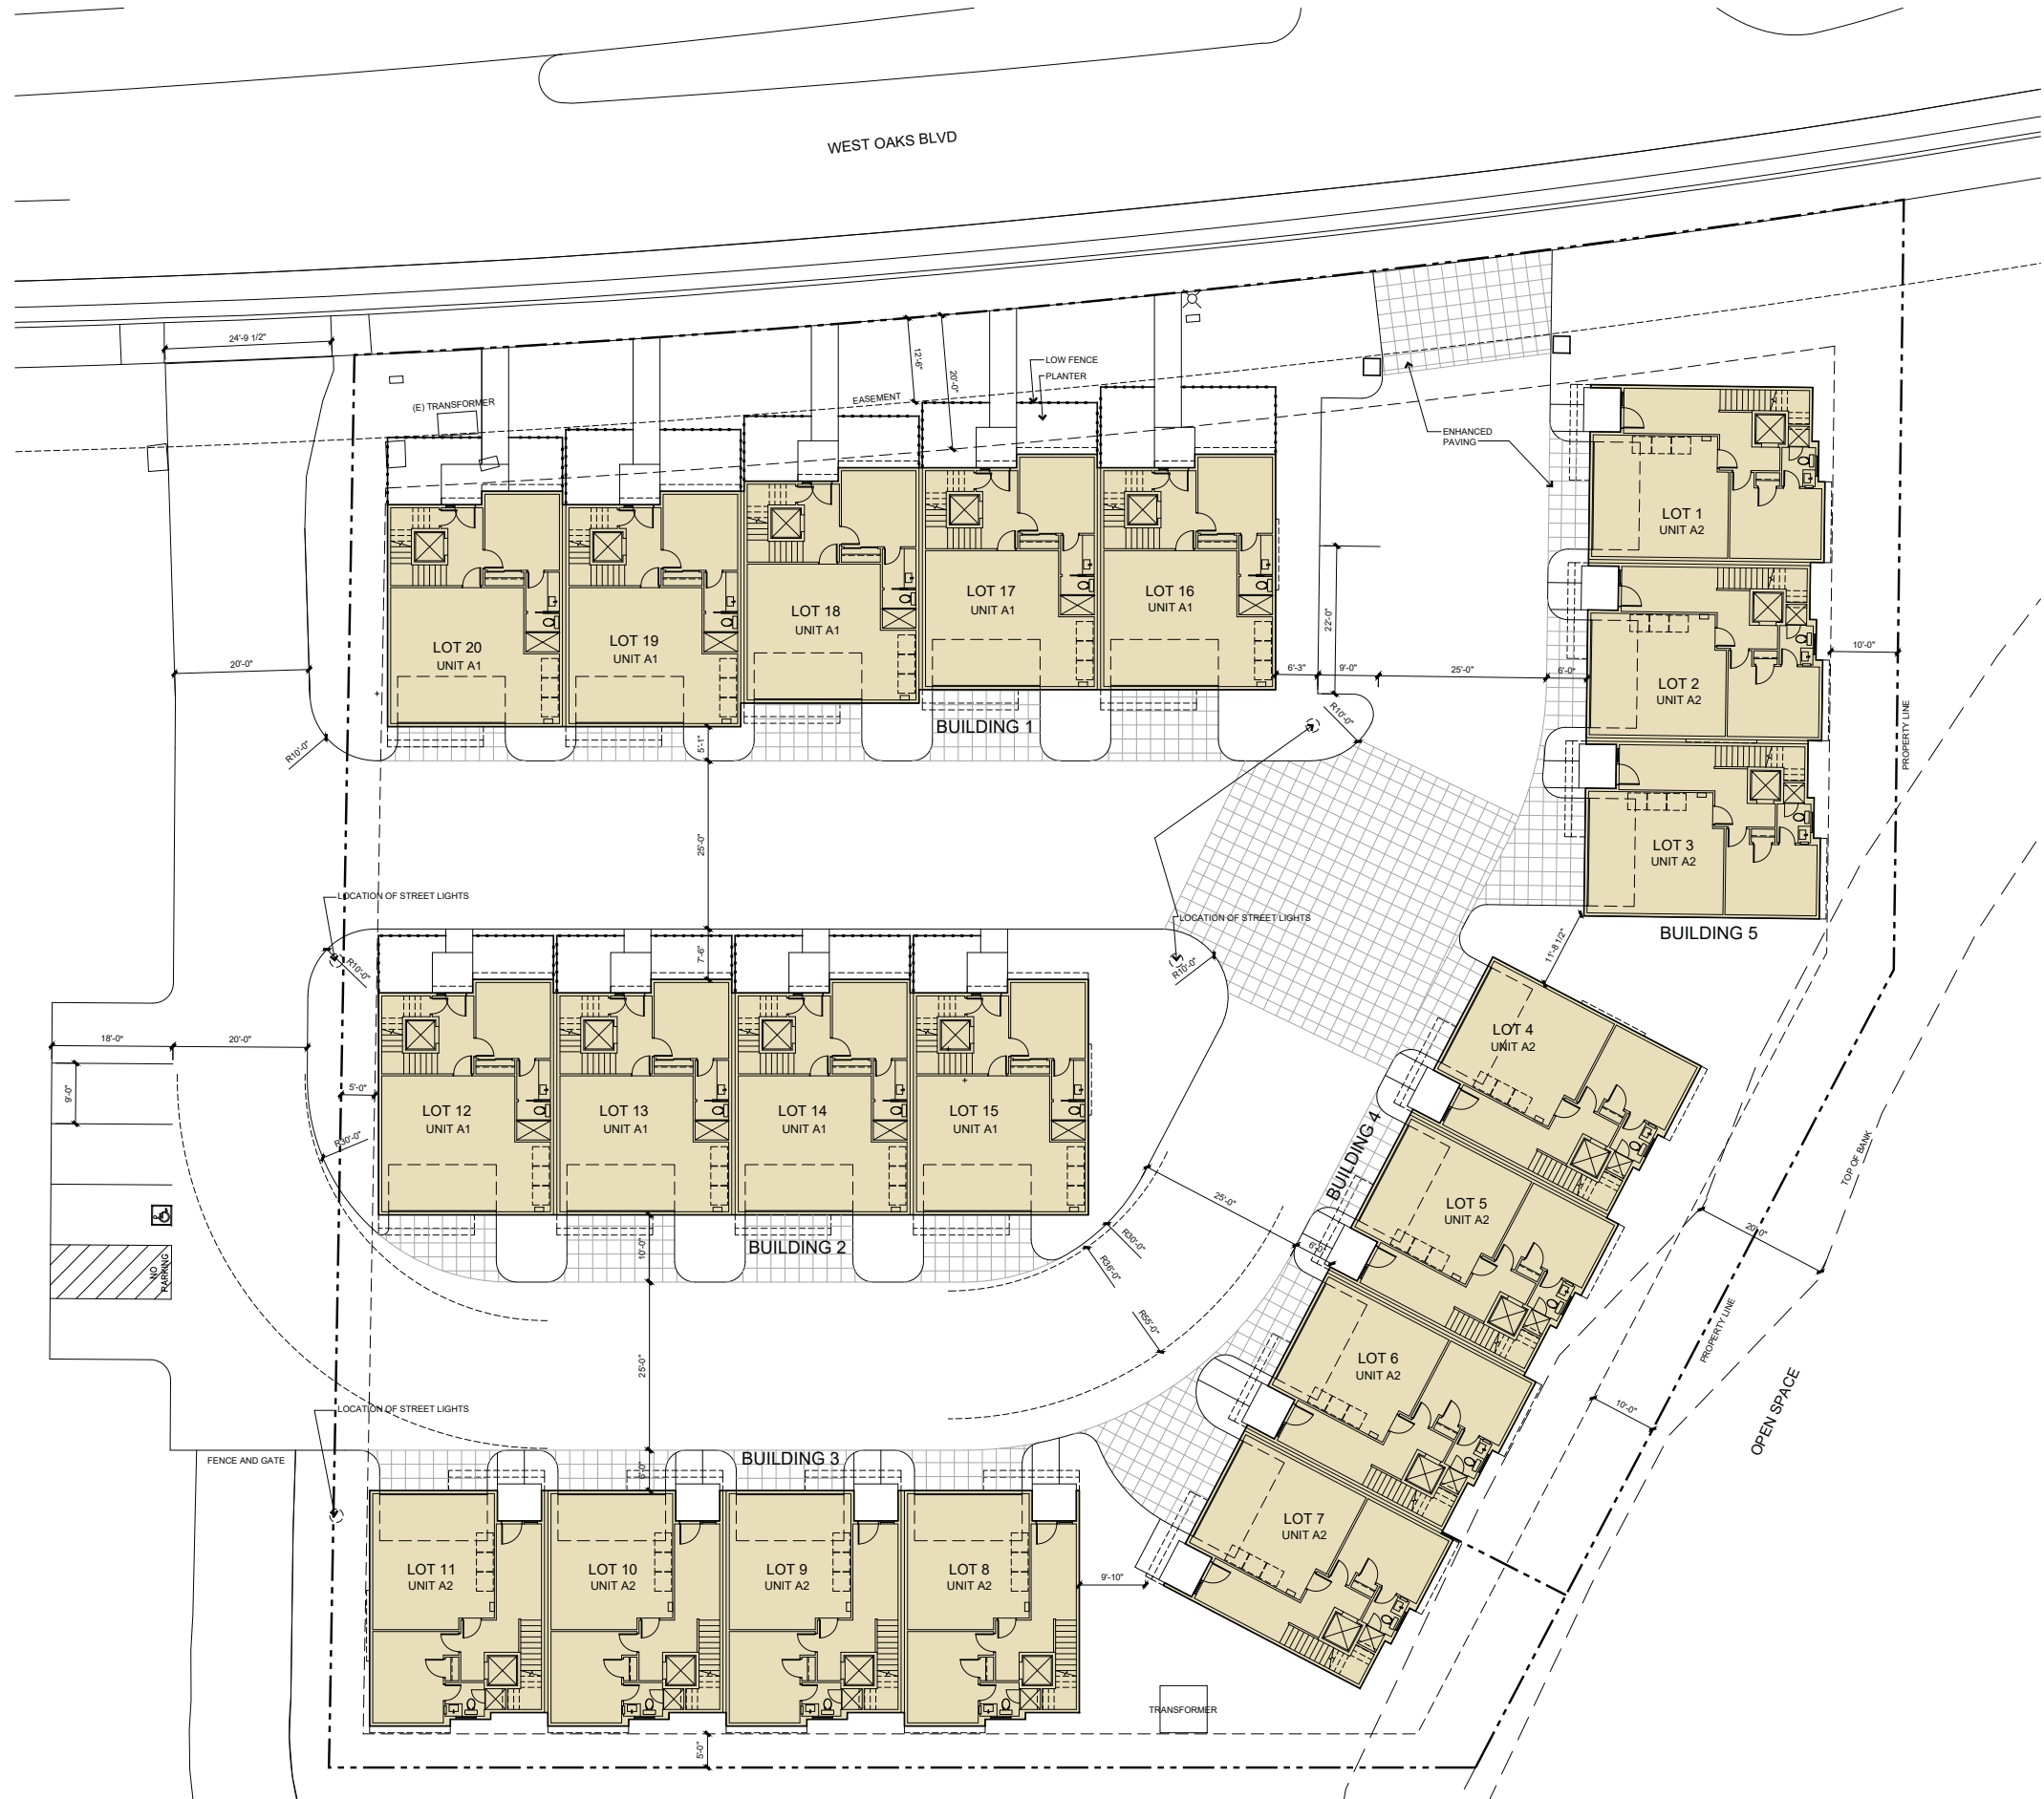 WEST OAKS BLVD
24'-9 1/2"
12'-6"
20'-0"
LOW FENCE
PLANTER
(E) TRANSFORMER
EASEMENT
ENHANCED
PAVING
LOT 1
UNIT A2
LOT 17
UNIT A1
LOT 16
UNIT A1
LOT 18
UNIT A1
LOT 19
UNIT A1
LOT 20
UNIT A1
22'-0"
20'-0"
6'-3"
9'-0"
25'-0"
6'-0"
10'-0"
LOT 2
UNIT A2
PROPERTY LINE
R10'-0"
BUILDING 1
R10'-0"
5'-1"
25'-0"
LOT 3
UNIT A2
LOCATION OF STREET LIGHTS
LOCATION OF STREET LIGHTS
BUILDING 5
11'-8 1/2"
7'-6"
R10'-0"
R10'-0"
18'-0"
20'-0"
LOT 4
UNIT A2
9'-0"
5'-0"
LOT 12
UNIT A1
LOT 13
UNIT A1
LOT 14
UNIT A1
LOT 15
UNIT A1
R30'-0"
BUILDING 4
TOP OF BANK
25'-0"
LOT 5
UNIT A2
20'-0"
NO
PARKING
10'-0"
BUILDING 2
R30'-0"
R36'-0"
6'-0"
R55'-0"
25'-0"
PROPERTY LINE
LOT 6
UNIT A2
LOCATION OF STREET LIGHTS
10'-0"
OPEN SPACE
FENCE AND GATE
BUILDING 3
6'-0"
LOT 7
UNIT A2
LOT 11
UNIT A2
LOT 10
UNIT A2
LOT 9
UNIT A2
LOT 8
UNIT A2
9'-10"
TRANSFORMER
5'-0"